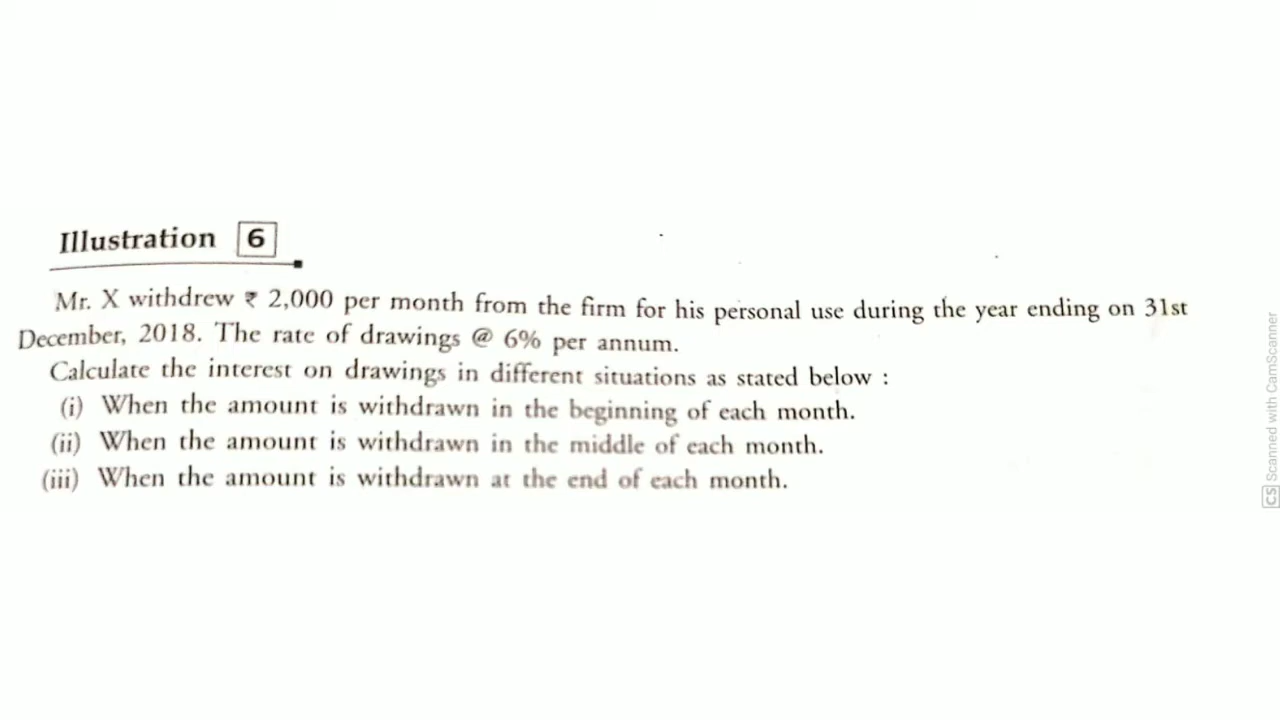 Illustration 6
Mr. X withdrew ₹ 2,000 per month from the firm for his personal use during the year ending on 31st
December, 2018. The rate of drawings @ 6% per annum.
Calculate the interest on drawings in different situations as stated below :
(i) When the amount is withdrawn in the beginning of each month.
(ii) When the amount is withdrawn in the middle of each month.
(iii) When the amount is withdrawn at the end of each month.
CS Scanned with CamScanner